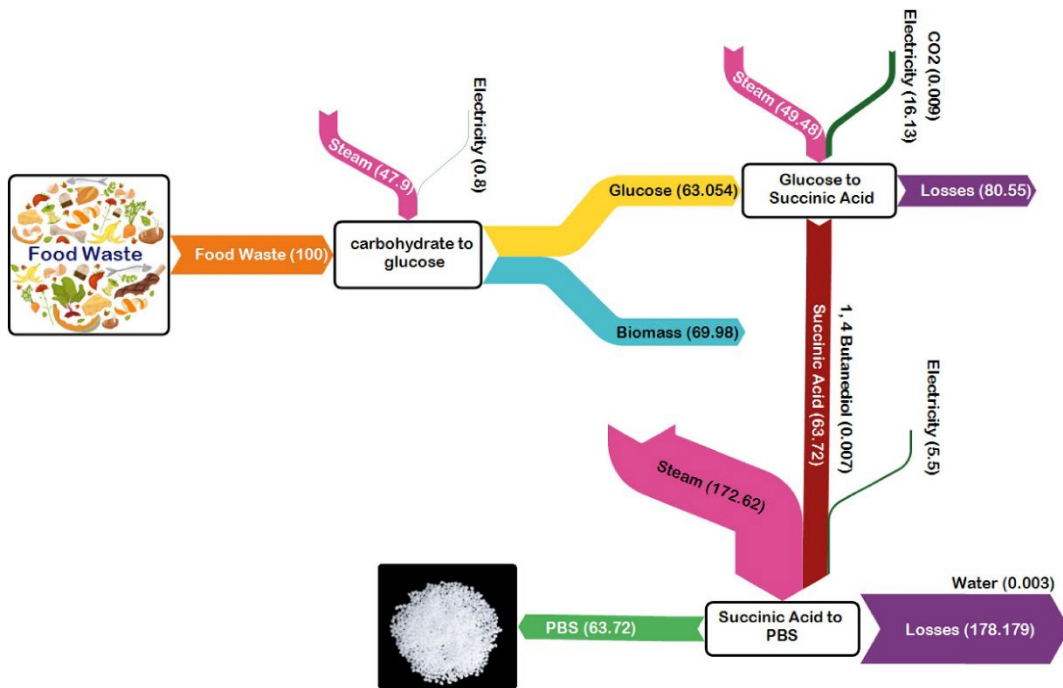 CO2 (0.009)
Electricity (16.13)
Steam (49.48)
Electricity (0.8)
Steam (47.9)
Glucose (63.054)
Glucose to
Succinic Acid
Losses (80.55)
Food Waste
Food Waste (100)
carbohydrate to
glucose
Biomass (69.98)
1, 4 Butanediol (0.007)
Succinic Acid (63.72)
Electricity (5.5)
Steam (172.62)
Water (0.003)
PBS (63.72)
Succinic Acid to
PBS
Losses (178.179)